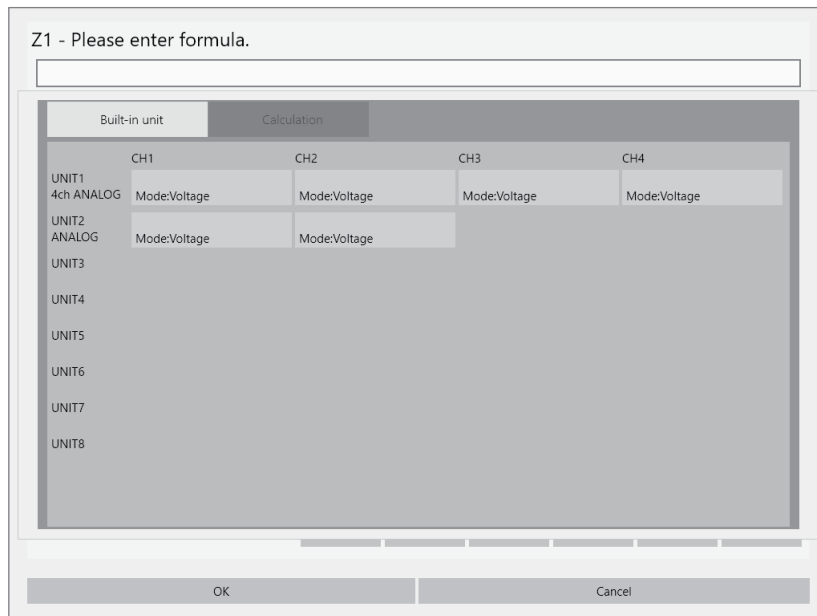 Z1 - Please enter formula.
Built-in unit Calculation
CH1 CH2 CH3 CH4
UNIT1
4ch ANALOG Mode:Voltage Mode:Voltage Mode:Voltage Mode:Voltage
UNIT2
ANALOG Mode:Voltage Mode:Voltage
UNIT3
UNIT4
UNIT5
UNIT6
UNIT7
UNIT8
OK Cancel